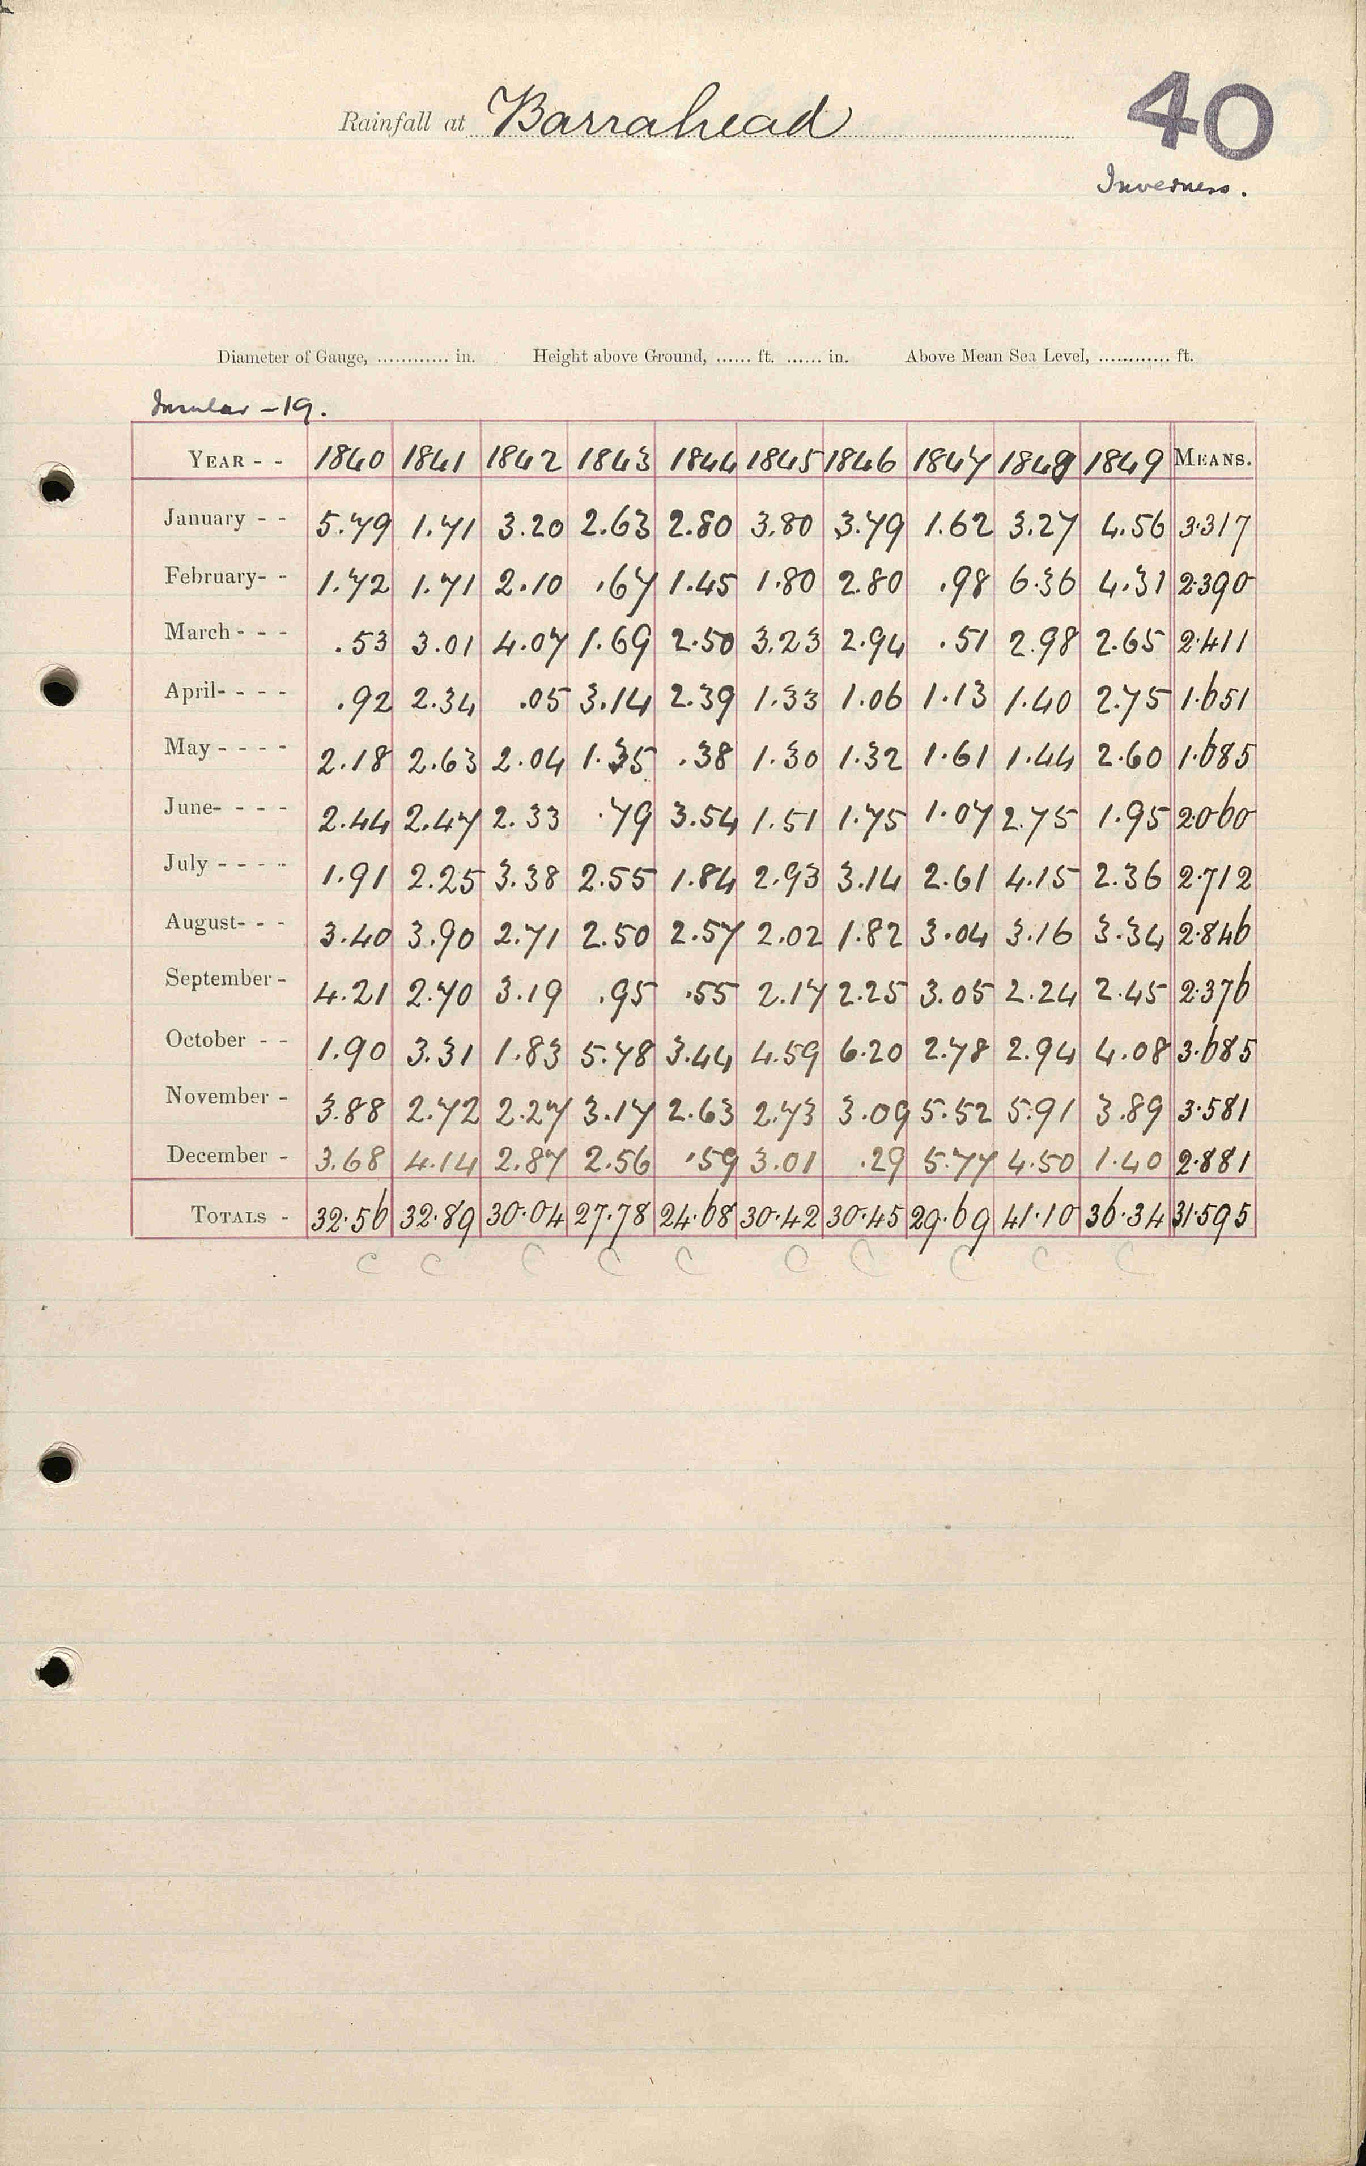 40
Rainfall at Barrahead
Inverness.
Diameter of Gauge, ............ in. Height above Ground, ...... ft. ...... in. Above Mean Sea Level, ............ ft.
Insular - 19.
YEAR - - 1840 1841 1842 1843 1844 1845 1846 1847 1848 1849 MEANS.
January - - 5.79 1.71 3.20 2.63 2.80 3.80 3.79 1.62 3.27 4.56 3.317
February- - 1.72 1.71 2.10 .67 1.45 1.80 2.80 .98 6.36 4.31 2.390
March - - - .53 3.01 4.07 1.69 2.50 3.23 2.94 .51 2.98 2.65 2.411
April- - - - .92 2.34 .05 3.14 2.39 1.33 1.06 1.13 1.40 2.75 1.651
May - - - - 2.18 2.63 2.04 1.35 .38 1.30 1.32 1.61 1.44 2.60 1.685
June- - - - 2.44 2.47 2.33 .79 3.54 1.51 1.75 1.07 2.75 1.95 2.060
July - - - - 1.91 2.25 3.38 2.55 1.84 2.93 3.14 2.61 4.15 2.36 2.712
August- - - 3.40 3.90 2.71 2.50 2.57 2.02 1.82 3.04 3.16 3.34 2.846
September - 4.21 2.70 3.19 .95 .55 2.17 2.25 3.05 2.24 2.45 2.376
October - - 1.90 3.31 1.83 5.78 3.44 4.59 6.20 2.78 2.94 4.08 3.685
November - 3.88 2.72 2.27 3.17 2.63 2.73 3.09 5.52 5.91 3.89 3.581
December - 3.68 4.14 2.87 2.56 .59 3.01 .29 5.77 4.50 1.40 2.881
TOTALS - 32.56 32.89 30.04 27.78 24.68 30.42 30.45 29.69 41.10 36.34 31.595
C C C C C C C C C C